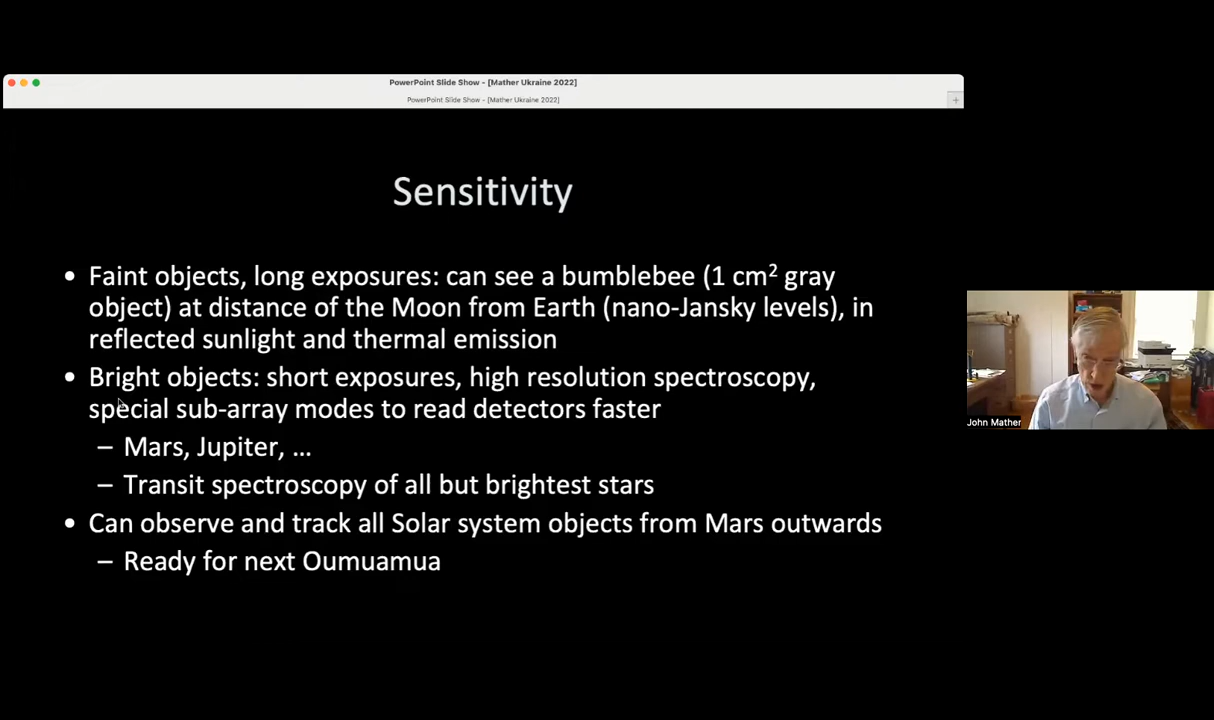 PowerPoint Slide Show - [Mather Ukraine 2022]
PowerPoint Slide Show - [Mather Ukraine 2022]
Sensitivity
• Faint objects, long exposures: can see a bumblebee (1 cm² gray
object) at distance of the Moon from Earth (nano-Jansky levels), in
reflected sunlight and thermal emission
• Bright objects: short exposures, high resolution spectroscopy,
special sub-array modes to read detectors faster
– Mars, Jupiter, …
– Transit spectroscopy of all but brightest stars
• Can observe and track all Solar system objects from Mars outwards
– Ready for next Oumuamua
John Mather